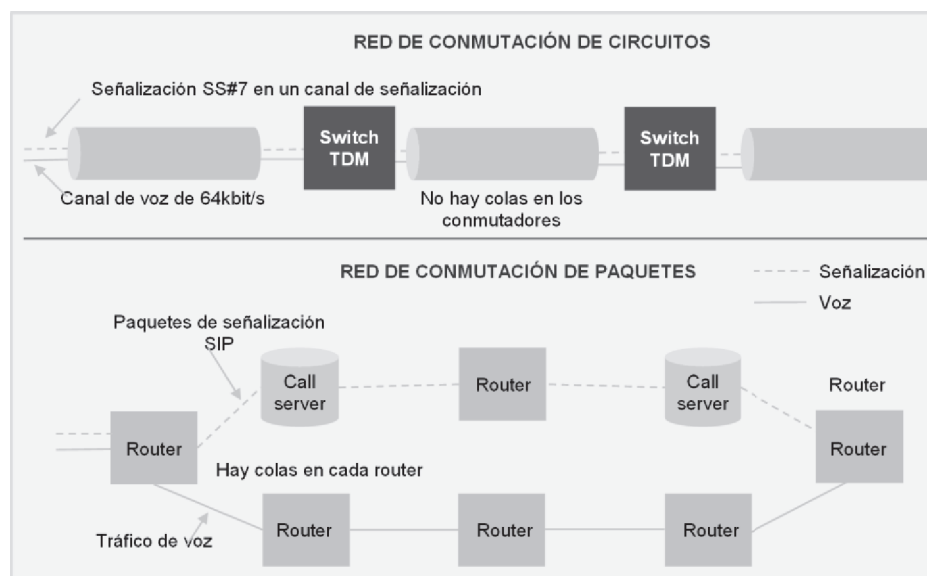 RED DE CONMUTACIÓN DE CIRCUITOS
Señalización SS#7 en un canal de señalización
Switch
TDM
Switch
TDM
Canal de voz de 64kbit/s
No hay colas en los
conmutadores
RED DE CONMUTACIÓN DE PAQUETES
Señalización
Voz
Paquetes de señalización
SIP
Call
server
Router
Call
server
Router
Router
Router
Hay colas en cada router
Router
Router
Router
Tráfico de voz